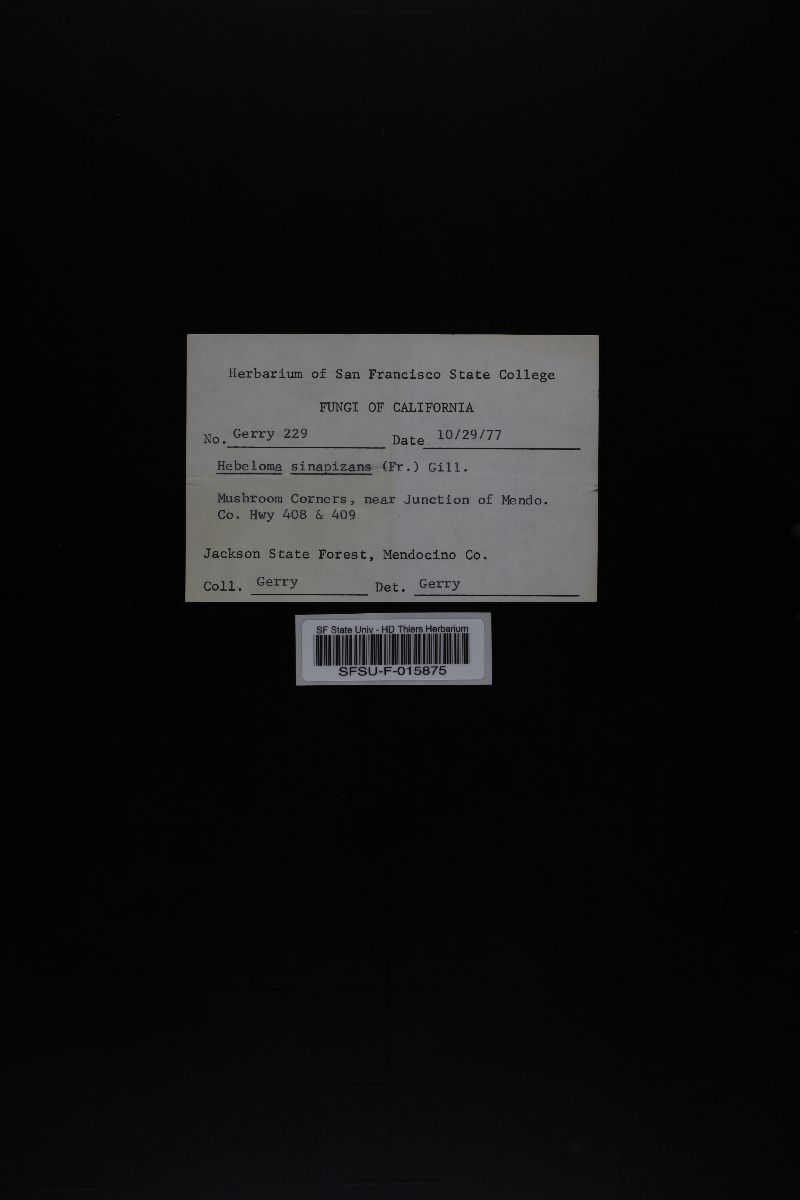 Herbarium of San Francisco State College
FUNGI OF CALIFORNIA
No. Gerry 229 Date 10/29/77
Hebeloma sinapizans (Fr.) Gill.
Mushroom Corners, near Junction of Mendo.
Co. Hwy 408 & 409
Jackson State Forest, Mendocino Co.
Coll. Gerry Det. Gerry
SF State Univ - HD Thiers Herbarium
SFSU-F-015875